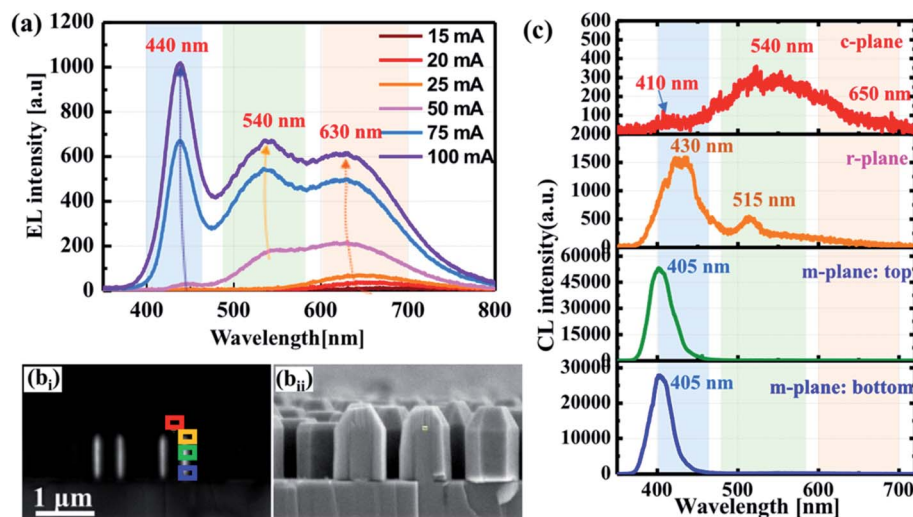 (a)
EL intensity [a.u]
1200
1000
800
600
400
200
0
440 nm
540 nm
630 nm
15 mA
20 mA
25 mA
50 mA
75 mA
100 mA
400 500 600 700 800
Wavelength[nm]
(bi)
1 μm
(bii)
(c)
CL intensity(a.u.)
600
500
400
300
200
100
2000
c-plane
540 nm
410 nm
650 nm
1500
1000
500
0
430 nm
r-plane
515 nm
60000
45000
30000
15000
0
m-plane: top
405 nm
30000
20000
10000
0
m-plane: bottom
405 nm
400 500 600 700
Wavelength [nm]